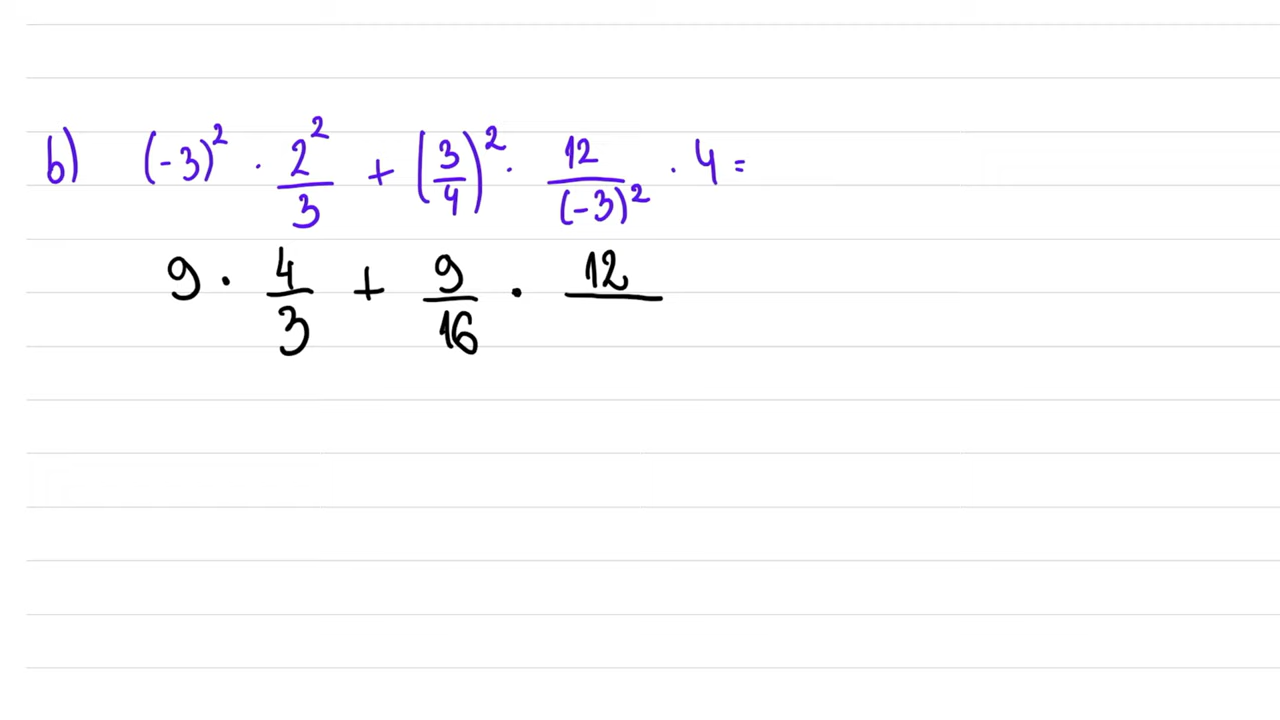 b) (-3)² · 2²/3 + (3/4)² · 12/(-3)² · 4 =
9 · 4/3 + 9/16 · 12/